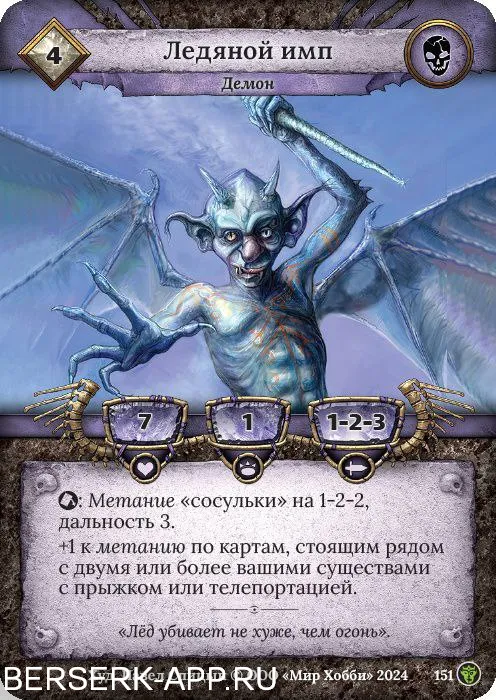 4
Ледяной имп
Демон
7
1
1-2-3
: Метание «сосульки» на 1-2-2,
дальность 3.
+1 к метанию по картам, стоящим рядом
с двумя или более вашими существами
с прыжком или телепортацией.
«Лёд убивает не хуже, чем огонь».
ООО «Мир Хобби» 2024
151
BERSERK-APP.RU